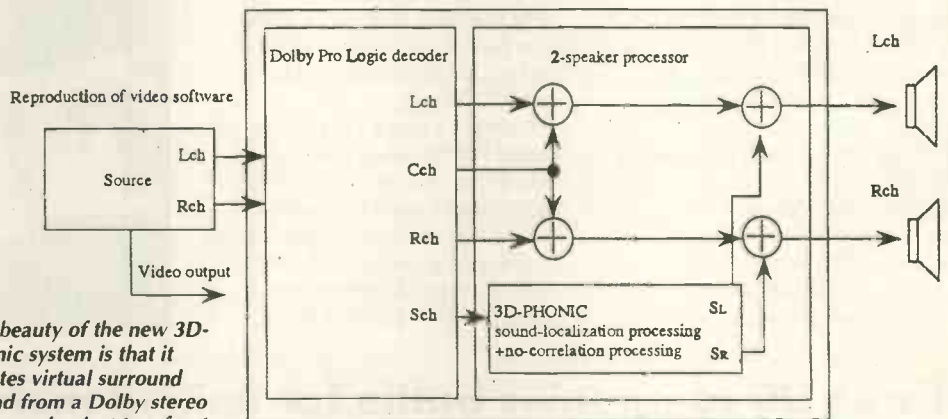 Dolby Pro Logic decoder
2-speaker processor
Lch
Reproduction of video software
Lch
Lch
Source
Cch
Rch
Rch
Rch
Video output
Sch
3D-PHONIC
sound-localization processing
+no-correlation processing
SL
SR
beauty of the new 3D-
nic system is that it
tes virtual surround
nd from a Dolby stereo